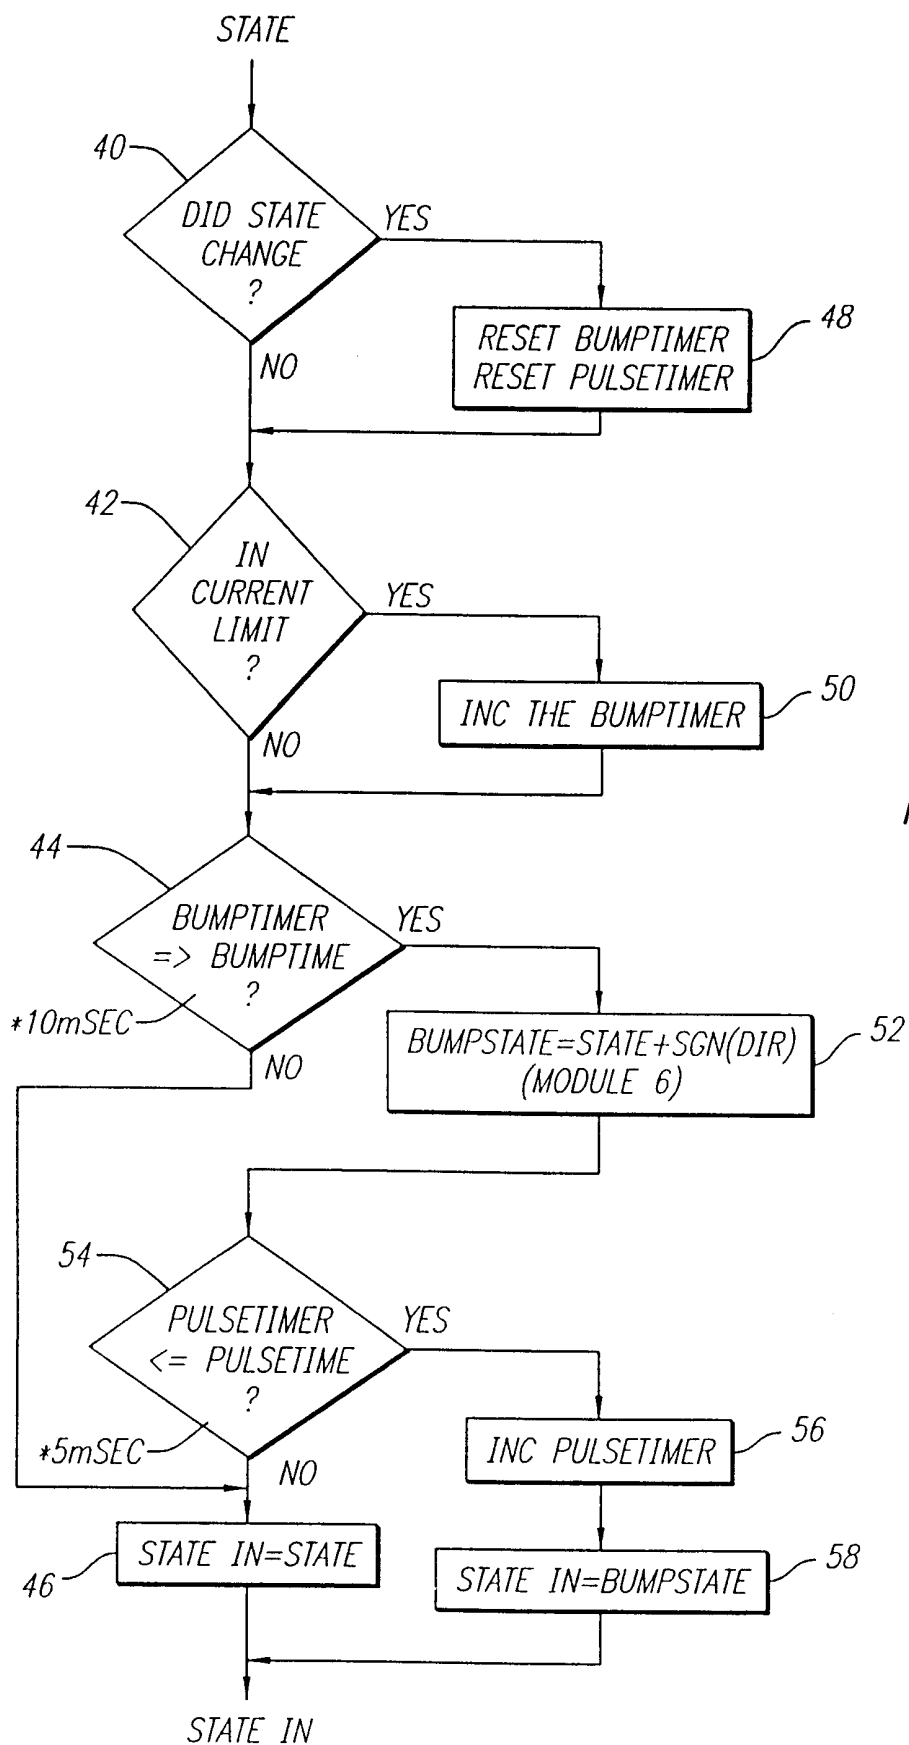 STATE
40
DID STATE
CHANGE
?
YES
NO
48
RESET BUMPTIMER
RESET PULSETIMER
42
IN
CURRENT
LIMIT
?
YES
NO
50
INC THE BUMPTIMER
44
BUMPTIMER
=> BUMPTIME
?
*10mSEC
YES
NO
52
BUMPSTATE=STATE+SGN(DIR)
(MODULE 6)
54
PULSETIMER
<= PULSETIME
?
*5mSEC
YES
NO
56
INC PULSETIMER
46
STATE IN=STATE
58
STATE IN=BUMPSTATE
STATE IN